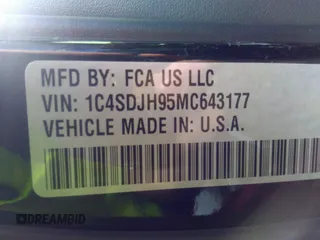 MFD BY: FCA US LLC
VIN: 1C4SDJH95MC643177
VEHICLE MADE IN: U.S.A.
DREAMBID